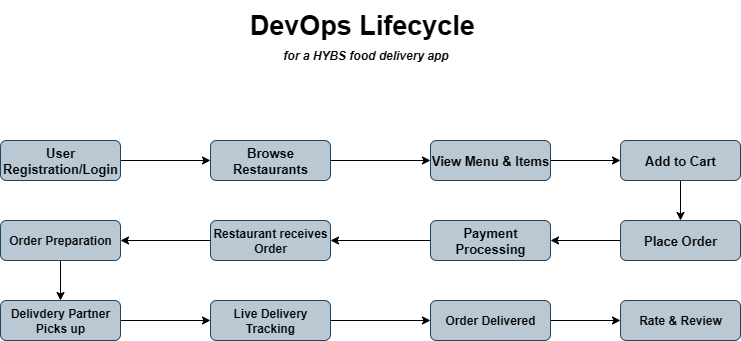 DevOps Lifecycle
for a HYBS food delivery app
User
Registration/Login
Browse
Restaurants
View Menu & Items
Add to Cart
Place Order
Payment
Processing
Restaurant receives
Order
Order Preparation
Delivdery Partner
Picks up
Live Delivery
Tracking
Order Delivered
Rate & Review